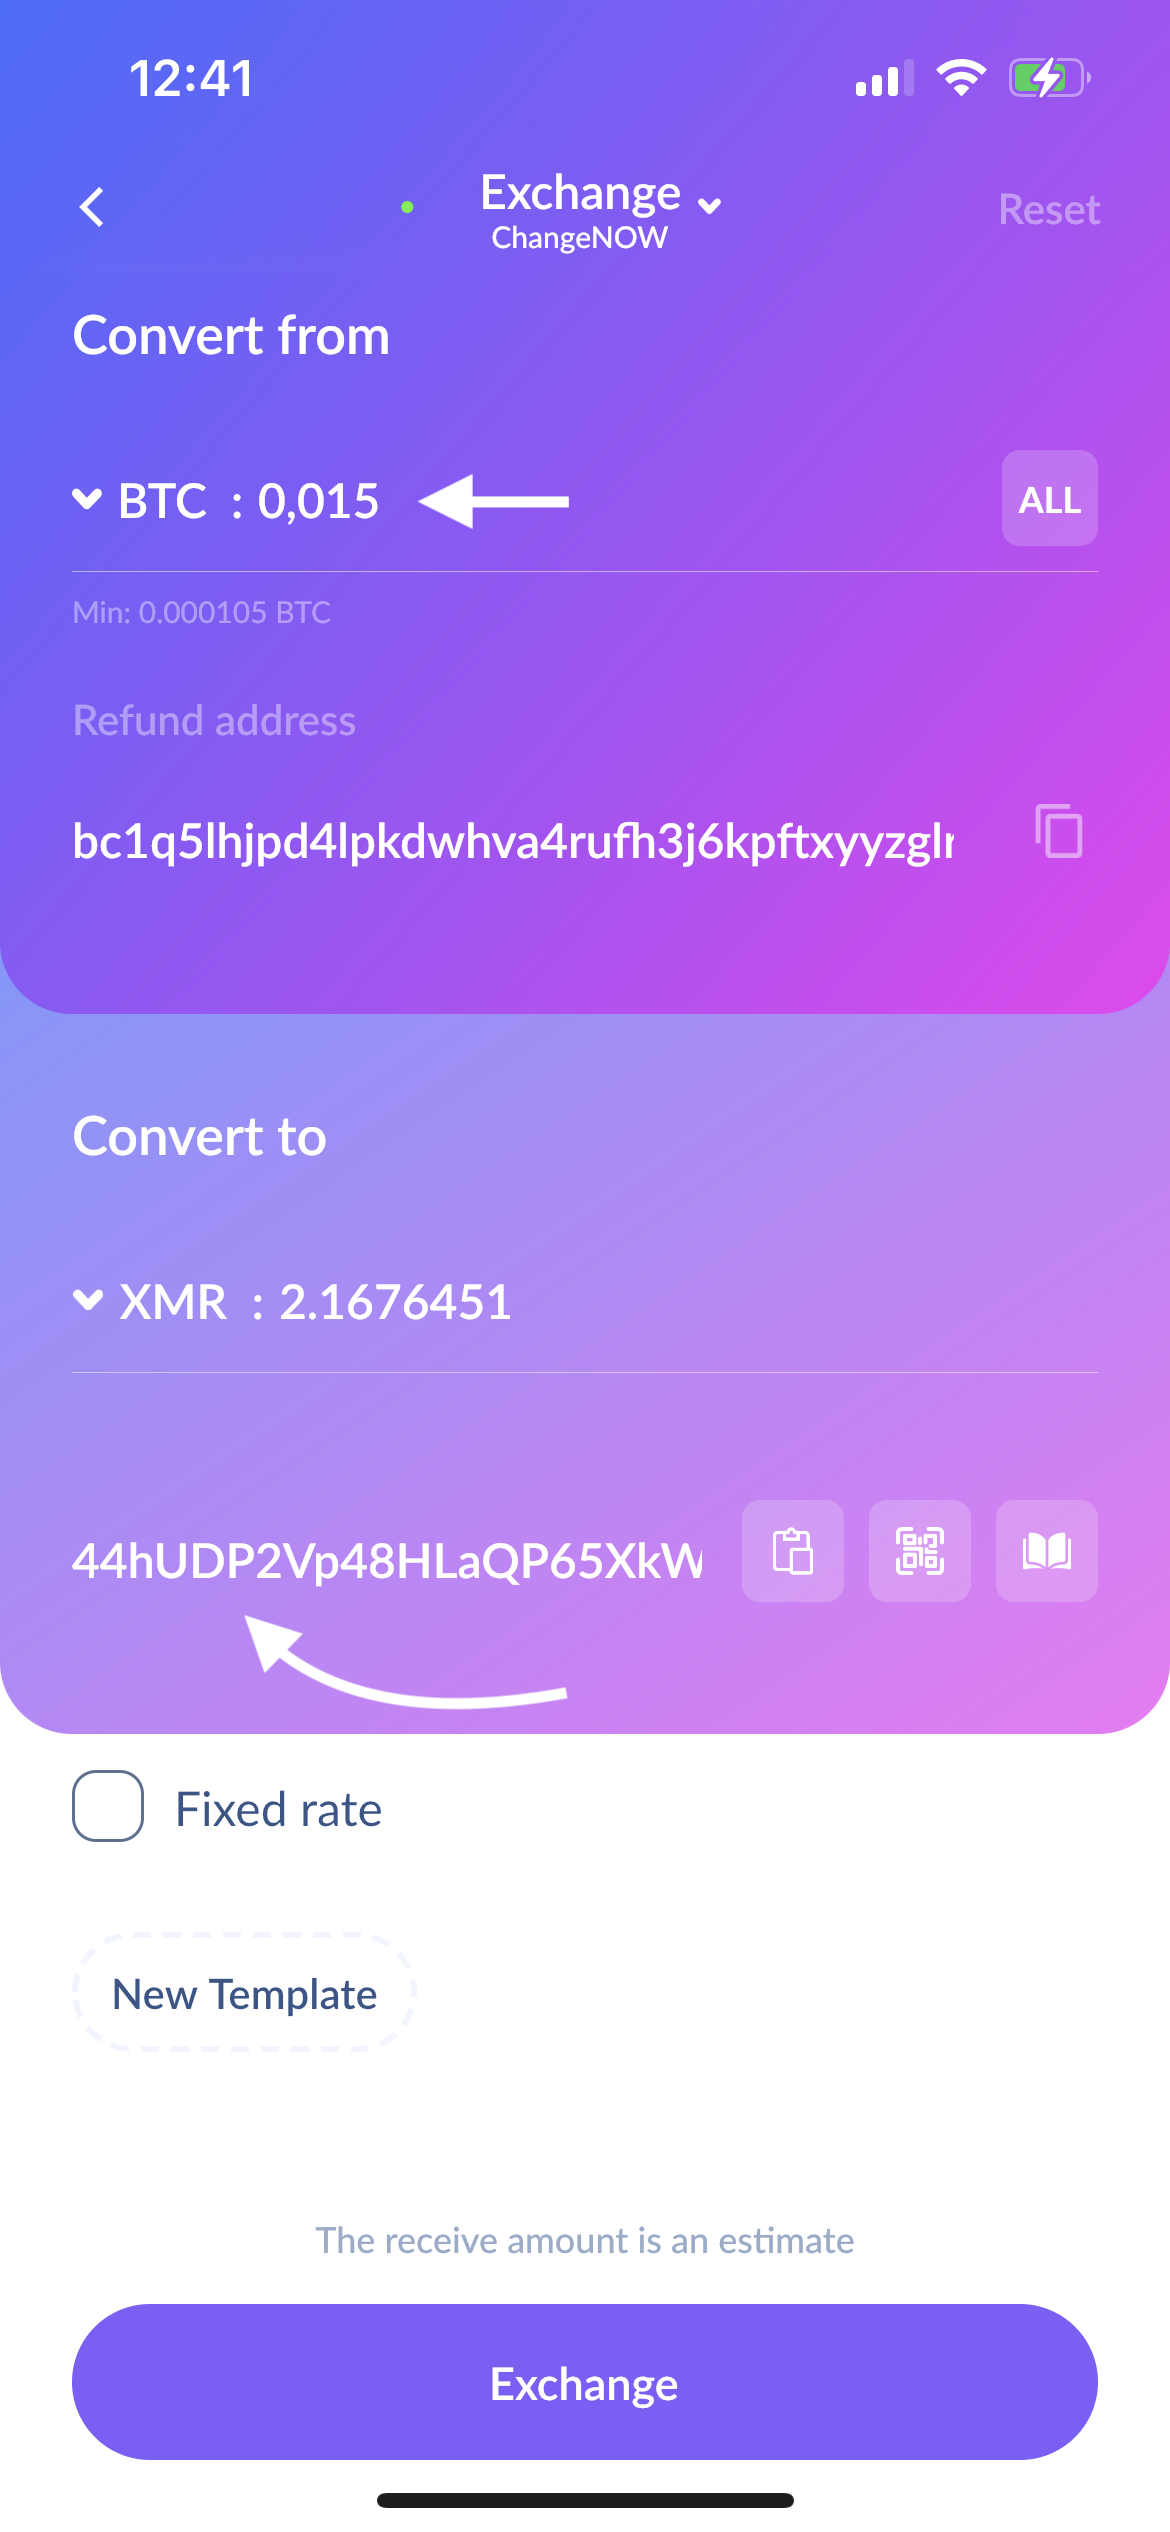 12:41
Exchange
ChangeNOW
Reset
Convert from
BTC : 0,015
ALL
Min: 0.000105 BTC
Refund address
bc1q5lhjpd4lpkdwhva4rufh3j6kpftxyyzglr
Convert to
XMR : 2.1676451
44hUDP2Vp48HLaQP65XkW
Fixed rate
New Template
The receive amount is an estimate
Exchange